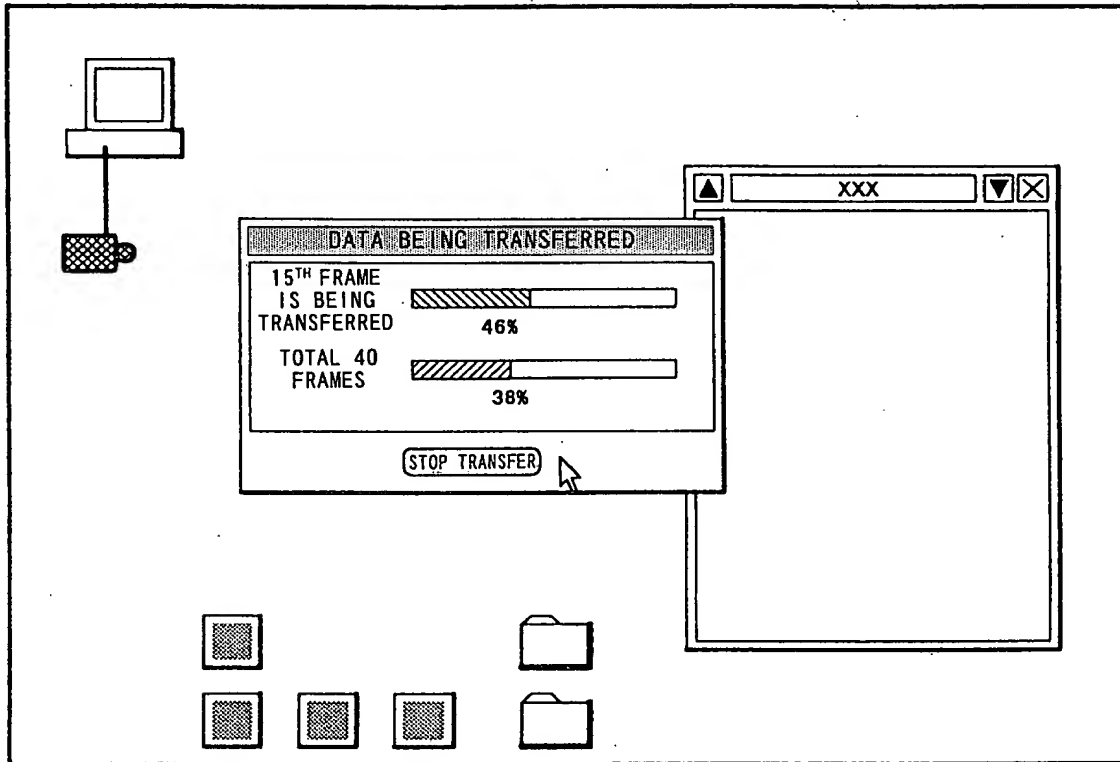 XXX
DATA BEING TRANSFERRED
15TH FRAME
IS BEING
TRANSFERRED
46%
TOTAL 40
FRAMES
38%
STOP TRANSFER